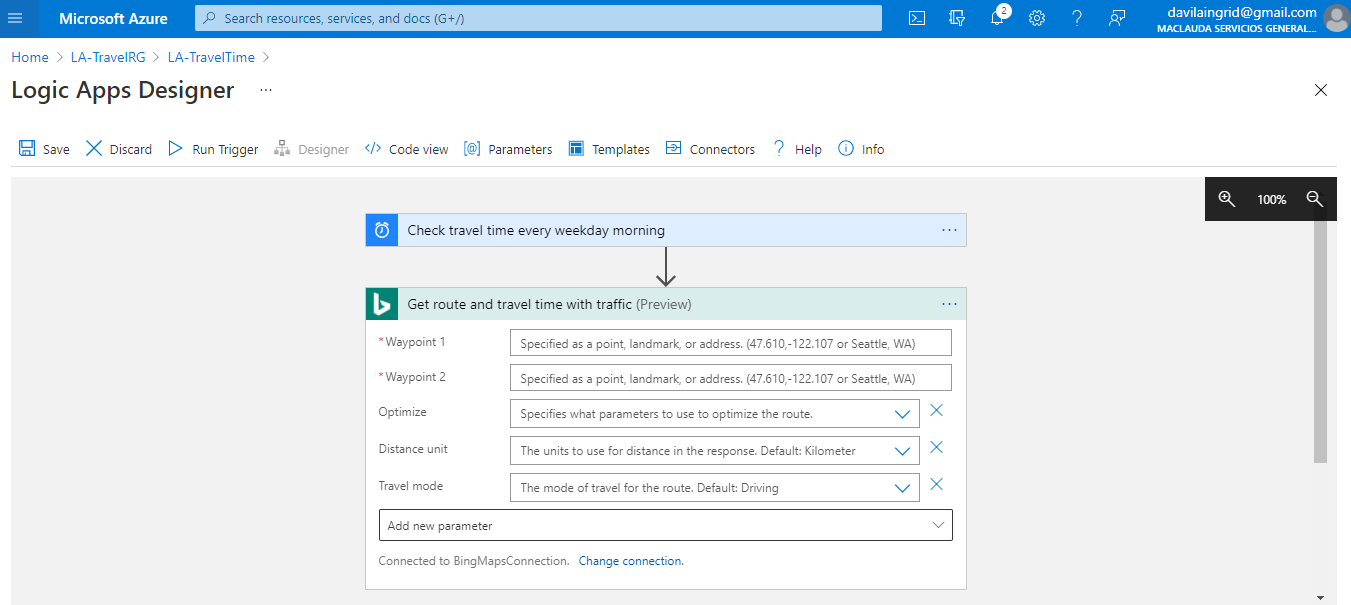 Microsoft Azure
Search resources, services, and docs (G+/)
2
davilaingrid@gmail.com
MACLAUDA SERVICIOS GENERAL...
Home > LA-TravelRG > LA-TravelTime >
Logic Apps Designer ...
Save Discard Run Trigger Designer Code view Parameters Templates Connectors Help Info
100%
Check travel time every weekday morning ...
Get route and travel time with traffic (Preview) ...
* Waypoint 1 Specified as a point, landmark, or address. (47.610,-122.107 or Seattle, WA)
* Waypoint 2 Specified as a point, landmark, or address. (47.610,-122.107 or Seattle, WA)
Optimize Specifies what parameters to use to optimize the route.
Distance unit The units to use for distance in the response. Default: Kilometer
Travel mode The mode of travel for the route. Default: Driving
Add new parameter
Connected to BingMapsConnection. Change connection.